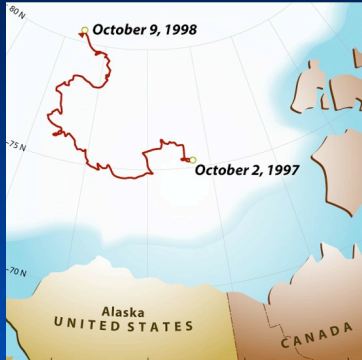 80 N
October 9, 1998
75 N
October 2, 1997
70 N
Alaska
UNITED STATES
CANADA